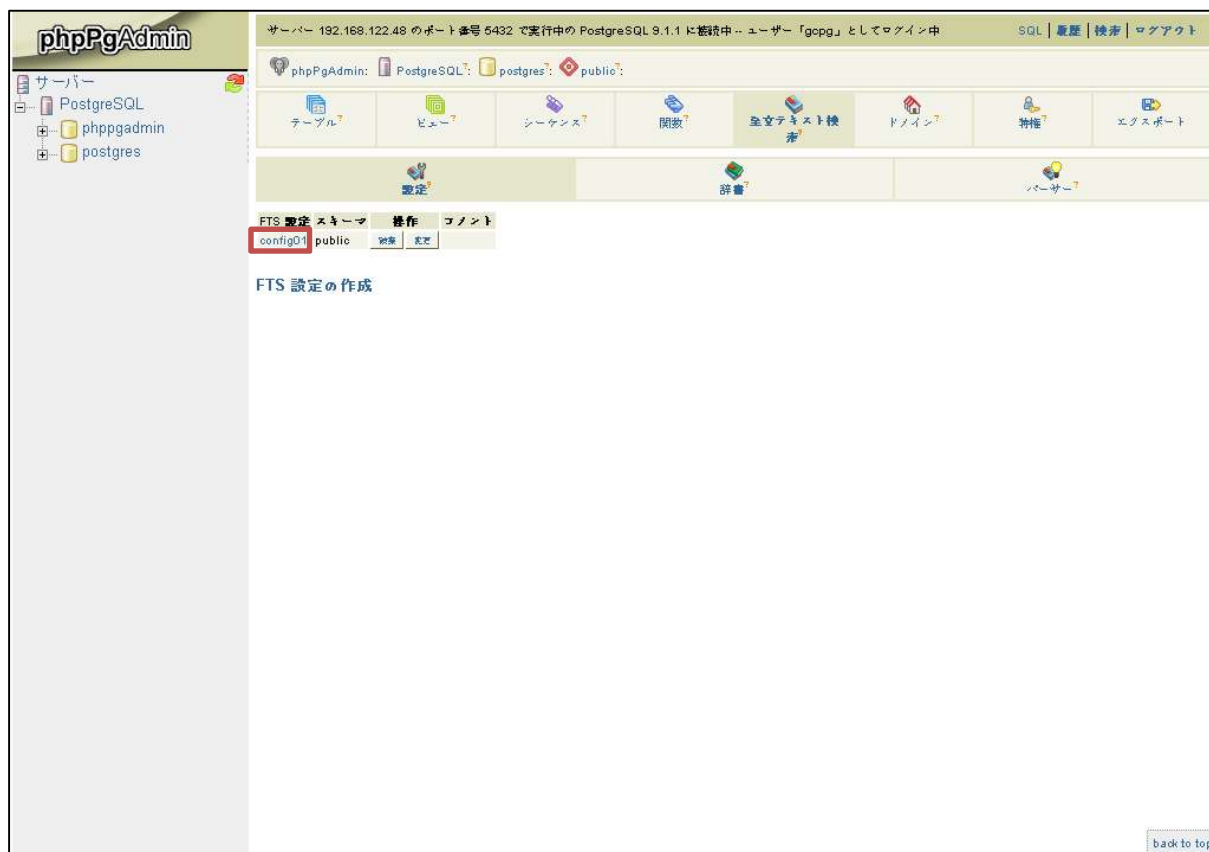 phpPgAdmin
サーバー
PostgreSQL
phppgadmin
postgres
サーバー 192.168.122.48 のポート番号 5432 で実行中の PostgreSQL 9.1.1 に接続中 -- ユーザー「gcpg」としてログイン中
SQL | 履歴 | 検索 | ログアウト
phpPgAdmin: PostgreSQL?: postgres?: public?:
テーブル? ビュー? シーケンス? 関数? 全文テキスト検索? ドメイン? 特権? エクスポート
設定? 辞書? パーサー?
FTS 設定 スキーマ 操作 コメント
config01 public 破棄 変更
FTS 設定の作成
back to top